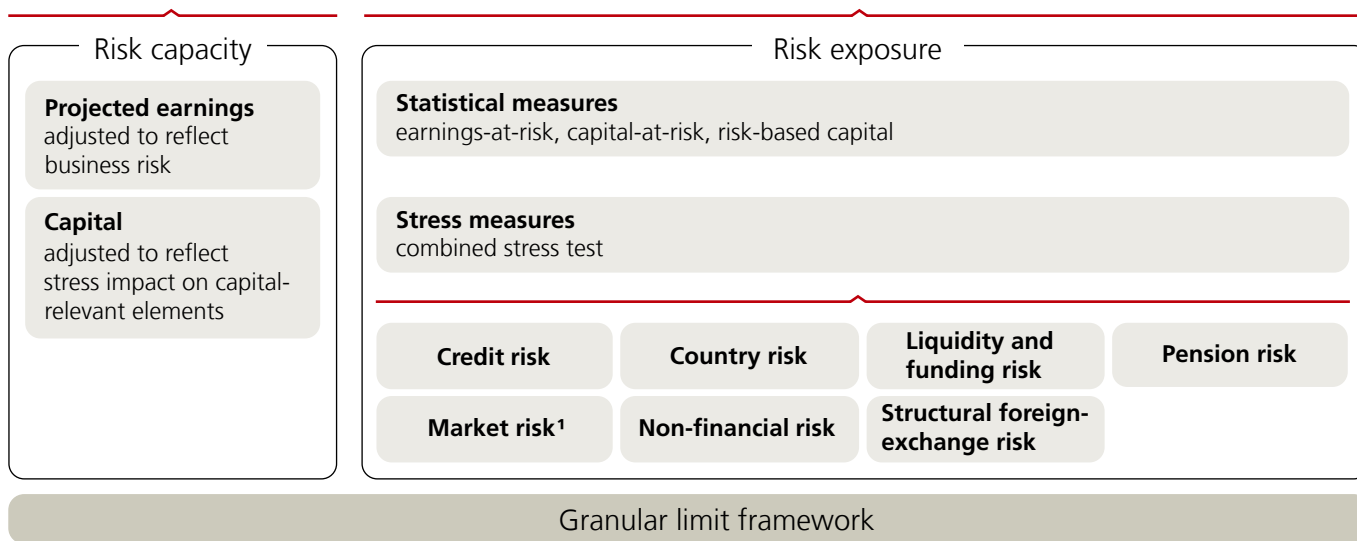 Risk capacity
Projected earnings
adjusted to reflect
business risk
Capital
adjusted to reflect
stress impact on capital-
relevant elements
Risk exposure
Statistical measures
earnings-at-risk, capital-at-risk, risk-based capital
Stress measures
combined stress test
Credit risk
Country risk
Liquidity and
funding risk
Pension risk
Market risk¹
Non-financial risk
Structural foreign-
exchange risk
Granular limit framework